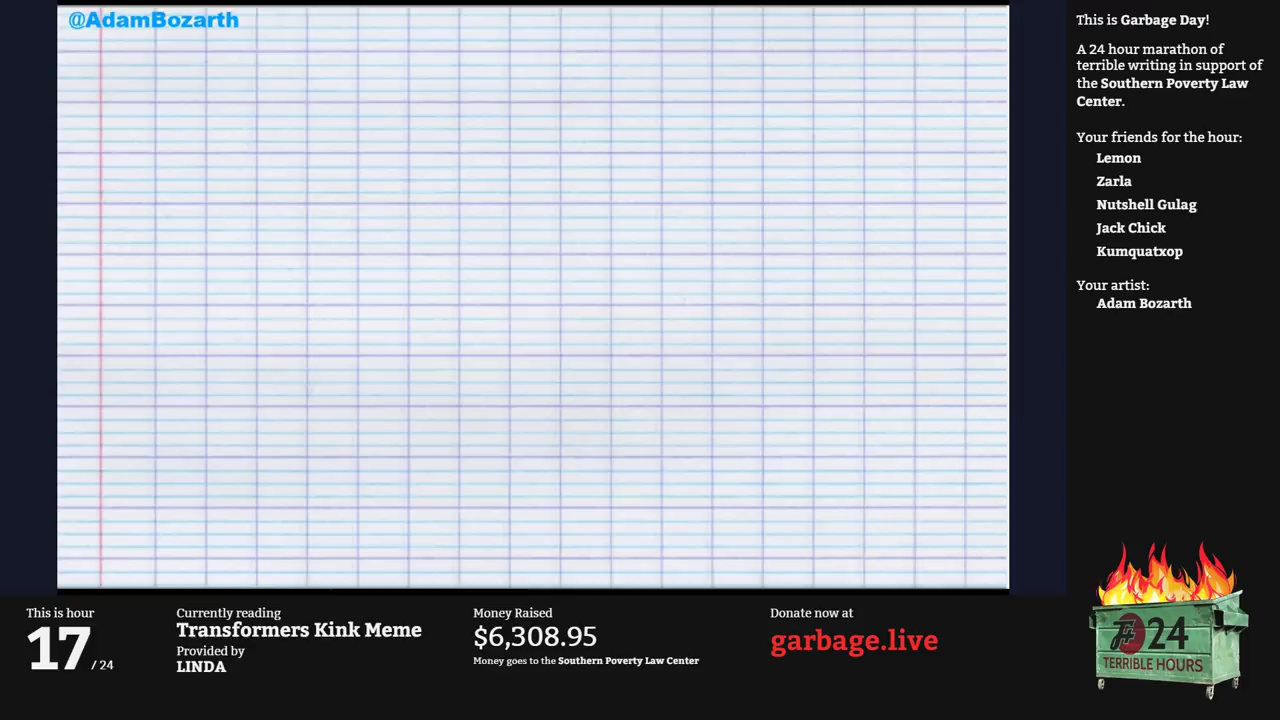 @AdamBozarth
This is Garbage Day!
A 24 hour marathon of
terrible writing in support of
the Southern Poverty Law
Center.
Your friends for the hour:
Lemon
Zarla
Nutshell Gulag
Jack Chick
Kumquatxop
Your artist:
Adam Bozarth
This is hour
17 / 24
Currently reading
Transformers Kink Meme
Provided by
LINDA
Money Raised
$6,308.95
Money goes to the Southern Poverty Law Center
Donate now at
garbage.live
24
TERRIBLE HOURS